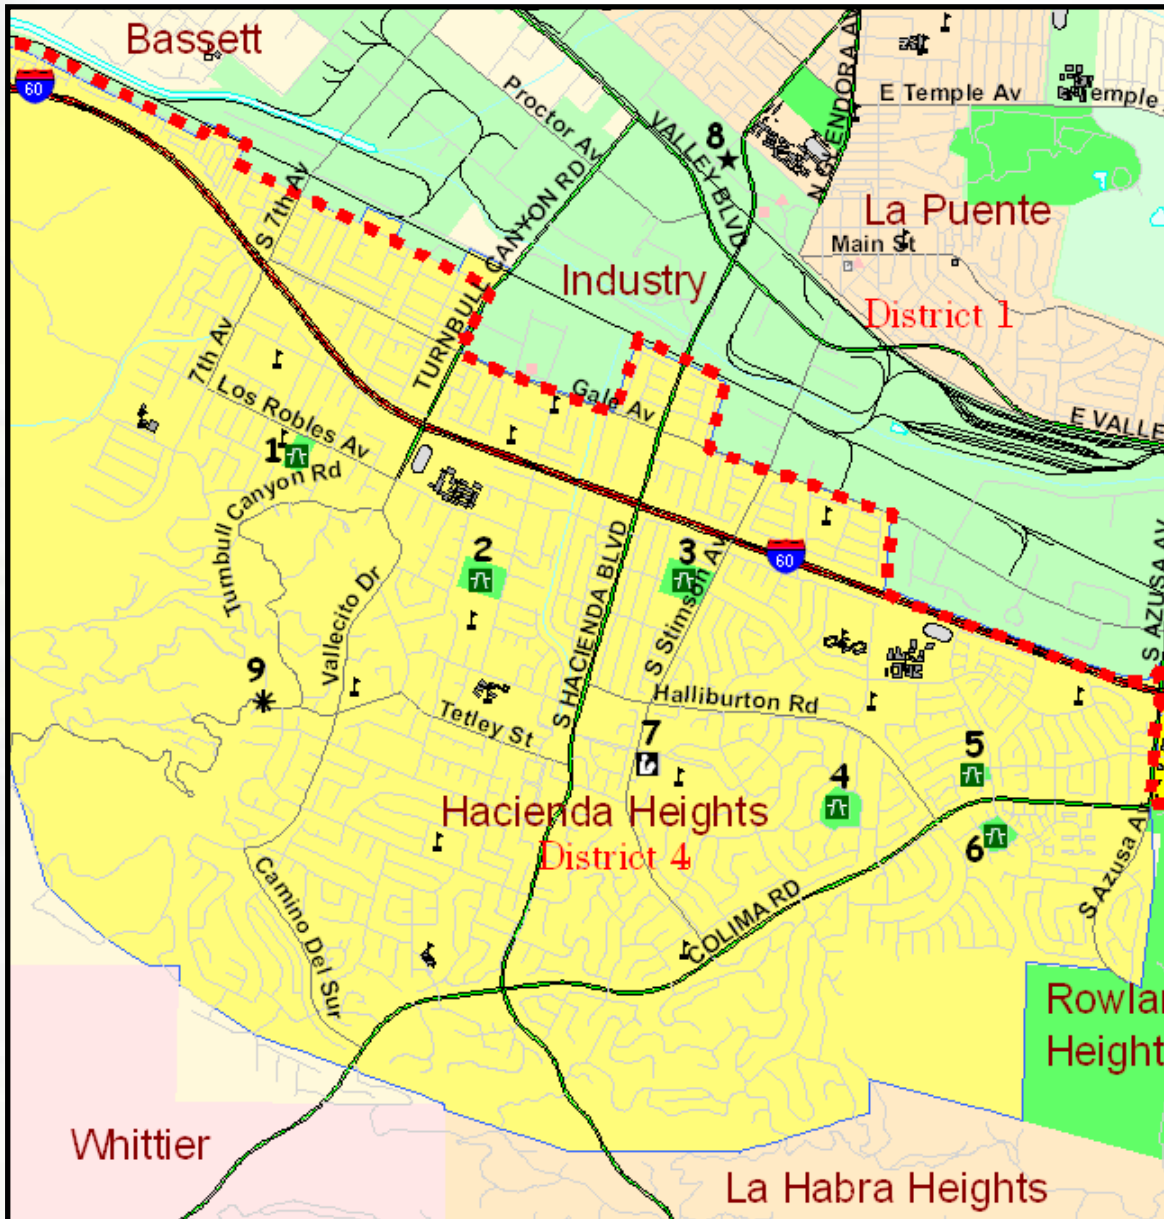 Bassett
60
Proctor Av
VALLEY BLVD
8
N GLENDORA AV
E Temple Av
Temple
S 7th Av
TURNBULL CANYON RD
La Puente
Main St
Industry
District 1
7th Av
Los Robles Av
Gale Av
E VALLE
1
Turnbull Canyon Rd
2
3
60
S AZUSA AV
Vallecito Dr
S HACIENDA BLVD
S Stimson Av
9
Halliburton Rd
Tetley St
7
5
4
Hacienda Heights
District 4
6
S Azusa Av
Camino Del Sur
COLIMA RD
Rowla
Height
Whittier
La Habra Heights